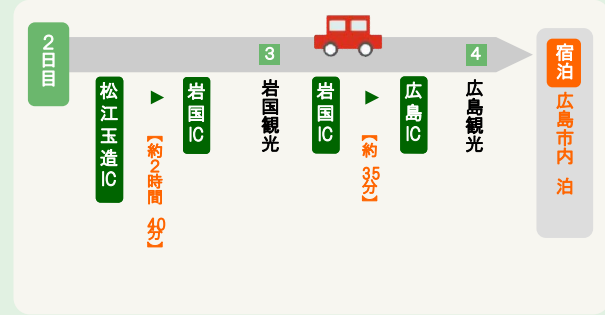 2日目
松江玉造IC
▶
【約2時間 40分】
岩国IC
3
岩国観光
岩国IC
▶
【約 35分】
広島IC
4
広島観光
宿泊
広島市内 泊